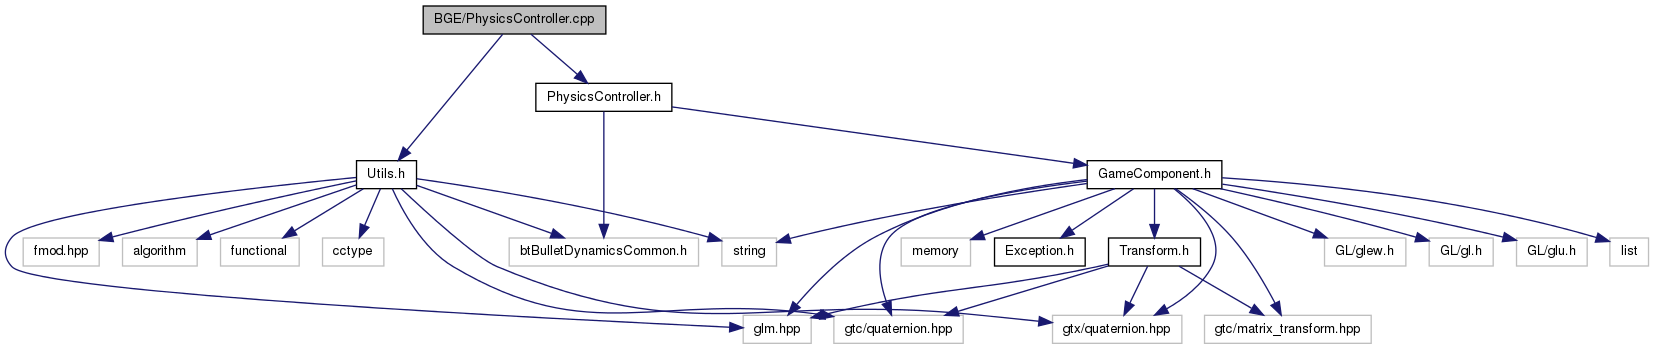 BGE/PhysicsController.cpp
PhysicsController.h
Utils.h
GameComponent.h
fmod.hpp
algorithm
functional
cctype
btBulletDynamicsCommon.h
string
memory
Exception.h
Transform.h
GL/glew.h
GL/gl.h
GL/glu.h
list
glm.hpp
gtc/quaternion.hpp
gtx/quaternion.hpp
gtc/matrix_transform.hpp